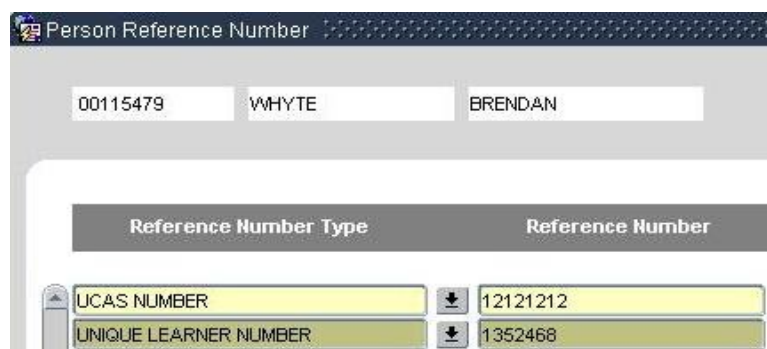 Person Reference Number
00115479 WHYTE BRENDAN
Reference Number Type Reference Number
UCAS NUMBER 12121212
UNIQUE LEARNER NUMBER 1352468